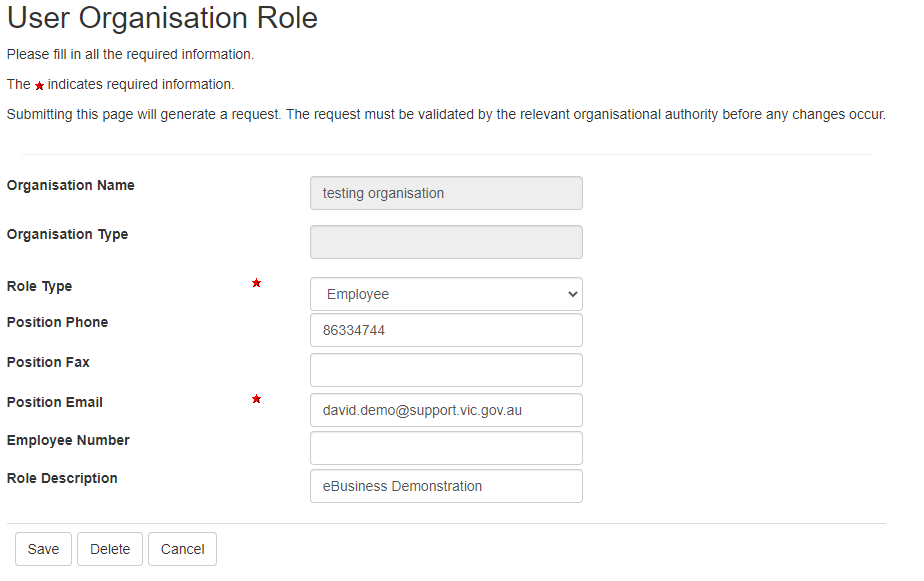 User Organisation Role
Please fill in all the required information.
The ★ indicates required information.
Submitting this page will generate a request. The request must be validated by the relevant organisational authority before any changes occur.
Organisation Name testing organisation
Organisation Type
Role Type ★ Employee
Position Phone 86334744
Position Fax
Position Email ★ david.demo@support.vic.gov.au
Employee Number
Role Description eBusiness Demonstration
Save Delete Cancel